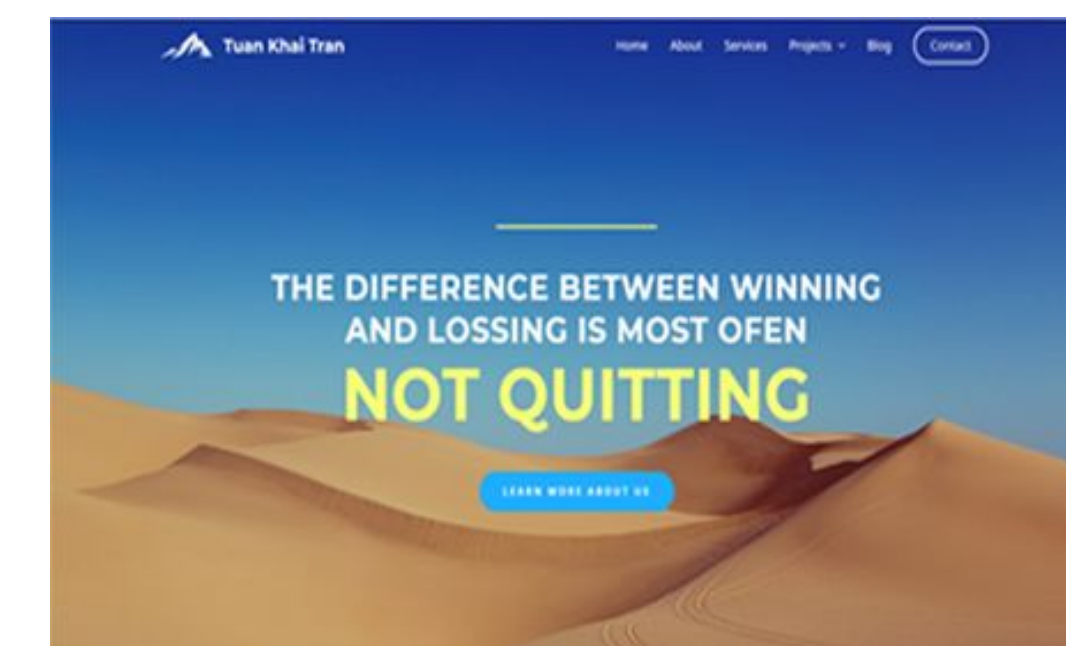 Tuan Khai Tran
Home About Services Projects Blog Contact
THE DIFFERENCE BETWEEN WINNING
AND LOSSING IS MOST OFEN
NOT QUITTING
LEARN MORE ABOUT US